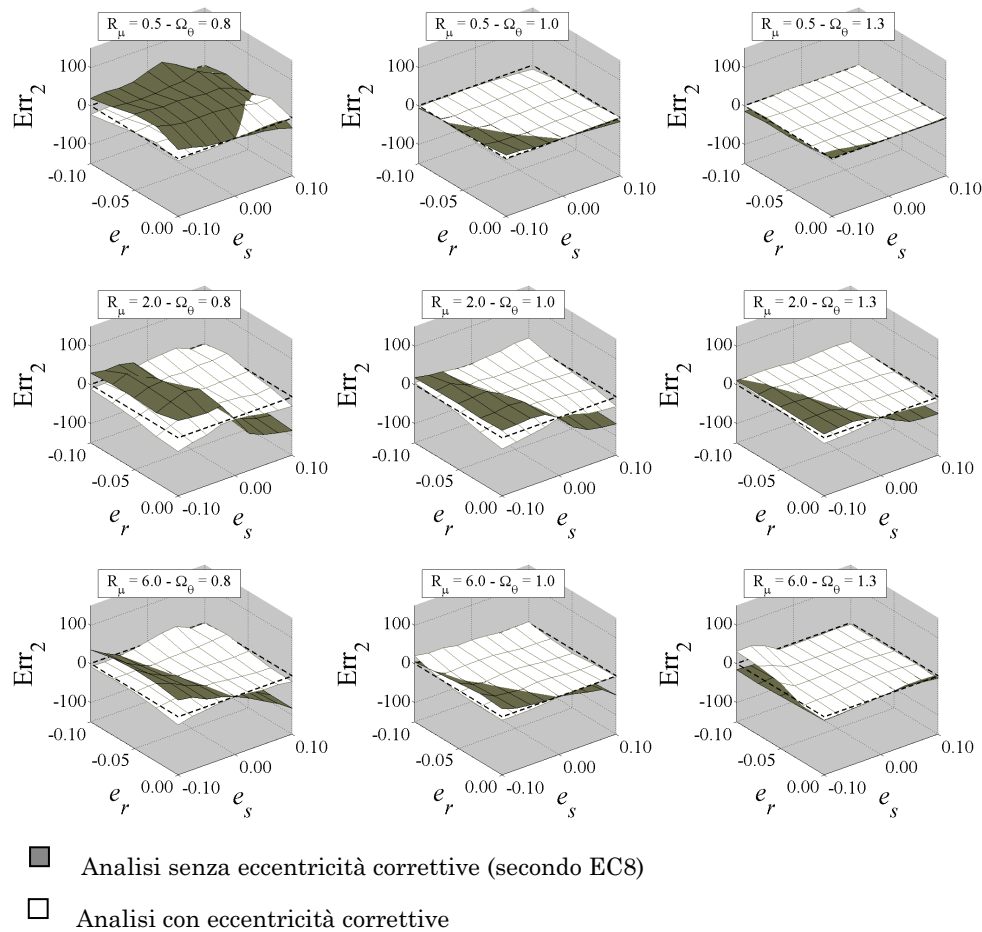 R_μ = 0.5 - Ω_θ = 0.8
R_μ = 0.5 - Ω_θ = 1.0
R_μ = 0.5 - Ω_θ = 1.3
Err_2
100
0
-100
-0.10
-0.05
0.00
-0.10
0.00
0.10
e_r
e_s
Err_2
100
0
-100
-0.10
-0.05
0.00
-0.10
0.00
0.10
e_r
e_s
Err_2
100
0
-100
-0.10
-0.05
0.00
-0.10
0.00
0.10
e_r
e_s
R_μ = 2.0 - Ω_θ = 0.8
R_μ = 2.0 - Ω_θ = 1.0
R_μ = 2.0 - Ω_θ = 1.3
Err_2
100
0
-100
-0.10
-0.05
0.00
-0.10
0.00
0.10
e_r
e_s
Err_2
100
0
-100
-0.10
-0.05
0.00
-0.10
0.00
0.10
e_r
e_s
Err_2
100
0
-100
-0.10
-0.05
0.00
-0.10
0.00
0.10
e_r
e_s
R_μ = 6.0 - Ω_θ = 0.8
R_μ = 6.0 - Ω_θ = 1.0
R_μ = 6.0 - Ω_θ = 1.3
Err_2
100
0
-100
-0.10
-0.05
0.00
-0.10
0.00
0.10
e_r
e_s
Err_2
100
0
-100
-0.10
-0.05
0.00
-0.10
0.00
0.10
e_r
e_s
Err_2
100
0
-100
-0.10
-0.05
0.00
-0.10
0.00
0.10
e_r
e_s
Analisi senza eccentricità correttive (secondo EC8)
Analisi con eccentricità correttive